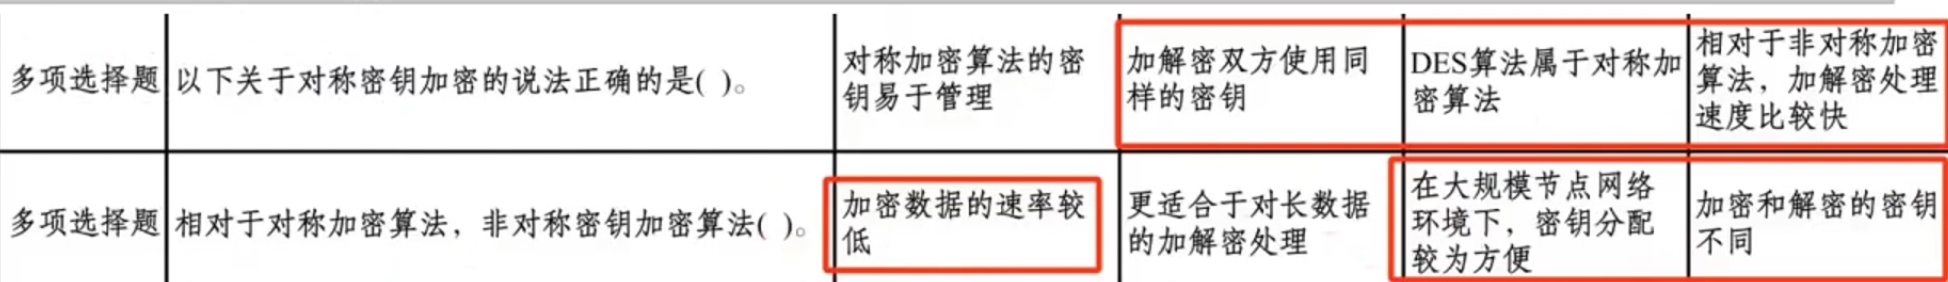 多项选择题
以下关于对称密钥加密的说法正确的是( )。
对称加密算法的密
钥易于管理
加解密双方使用同
样的密钥
DES算法属于对称加
密算法
相对于非对称加密
算法，加解密处理
速度比较快
多项选择题
相对于对称加密算法，非对称密钥加密算法( )。
加密数据的速率较
低
更适合于对长数据
的加解密处理
在大规模节点网络
环境下，密钥分配
较为方便
加密和解密的密钥
不同